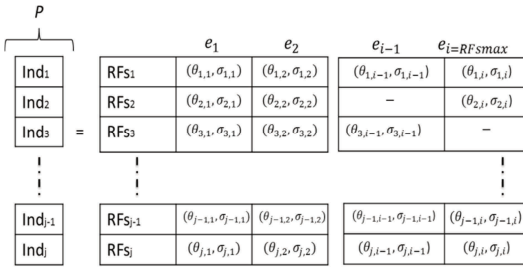 P
e₁ e₂ eᵢ₋₁ eᵢ₌RFsmax
Ind₁ RFs₁ (θ₁,₁, σ₁,₁) (θ₁,₂, σ₁,₂) (θ₁,ᵢ₋₁, σ₁,ᵢ₋₁) (θ₁,ᵢ, σ₁,ᵢ)
Ind₂ RFs₂ (θ₂,₁, σ₂,₁) (θ₂,₂, σ₂,₂) – (θ₂,ᵢ, σ₂,ᵢ)
Ind₃ = RFs₃ (θ₃,₁, σ₃,₁) (θ₃,₂, σ₃,₂) (θ₃,ᵢ₋₁, σ₃,ᵢ₋₁) –
Indⱼ₋₁ RFsⱼ₋₁ (θⱼ₋₁,₁, σⱼ₋₁,₁) (θⱼ₋₁,₂, σⱼ₋₁,₂) (θⱼ₋₁,ᵢ₋₁, σⱼ₋₁,ᵢ₋₁) (θⱼ₋₁,ᵢ, σⱼ₋₁,ᵢ)
Indⱼ RFsⱼ (θⱼ,₁, σⱼ,₁) (θⱼ,₂, σⱼ,₂) (θⱼ,ᵢ₋₁, σⱼ,ᵢ₋₁) (θⱼ,ᵢ, σⱼ,ᵢ)